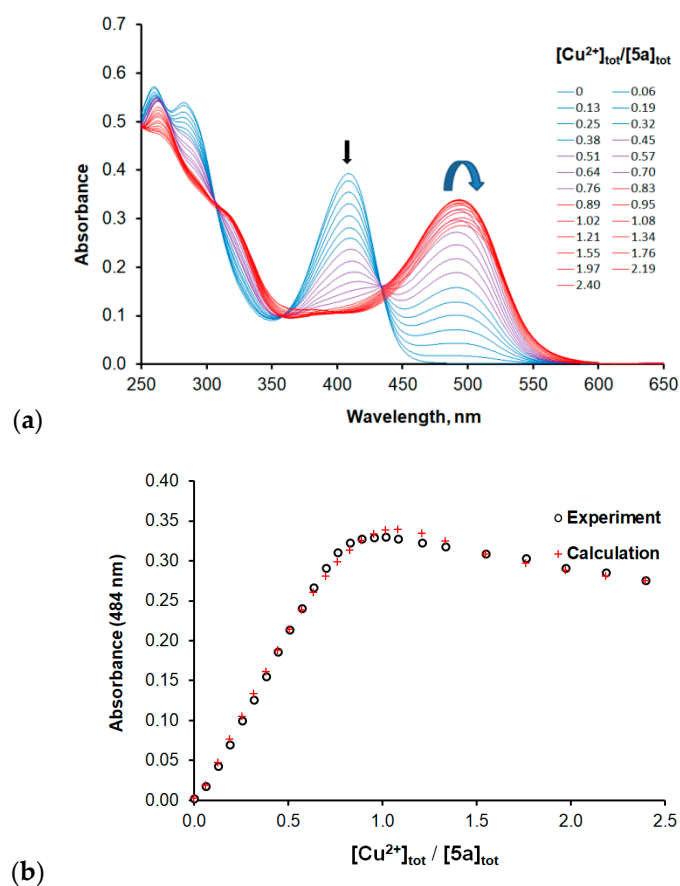 0.7
0.6
0.5
0.4
0.3
0.2
0.1
0.0
Absorbance
250 300 350 400 450 500 550 600 650
Wavelength, nm
[Cu²⁺]tot/[5a]tot
0 0.06
0.13 0.19
0.25 0.32
0.38 0.45
0.51 0.57
0.64 0.70
0.76 0.83
0.89 0.95
1.02 1.08
1.21 1.34
1.55 1.76
1.97 2.19
2.40
(a)
0.40
0.35
0.30
0.25
0.20
0.15
0.10
0.05
0.00
Absorbance (484 nm)
Experiment
Calculation
0.0 0.5 1.0 1.5 2.0 2.5
[Cu²⁺]tot / [5a]tot
(b)